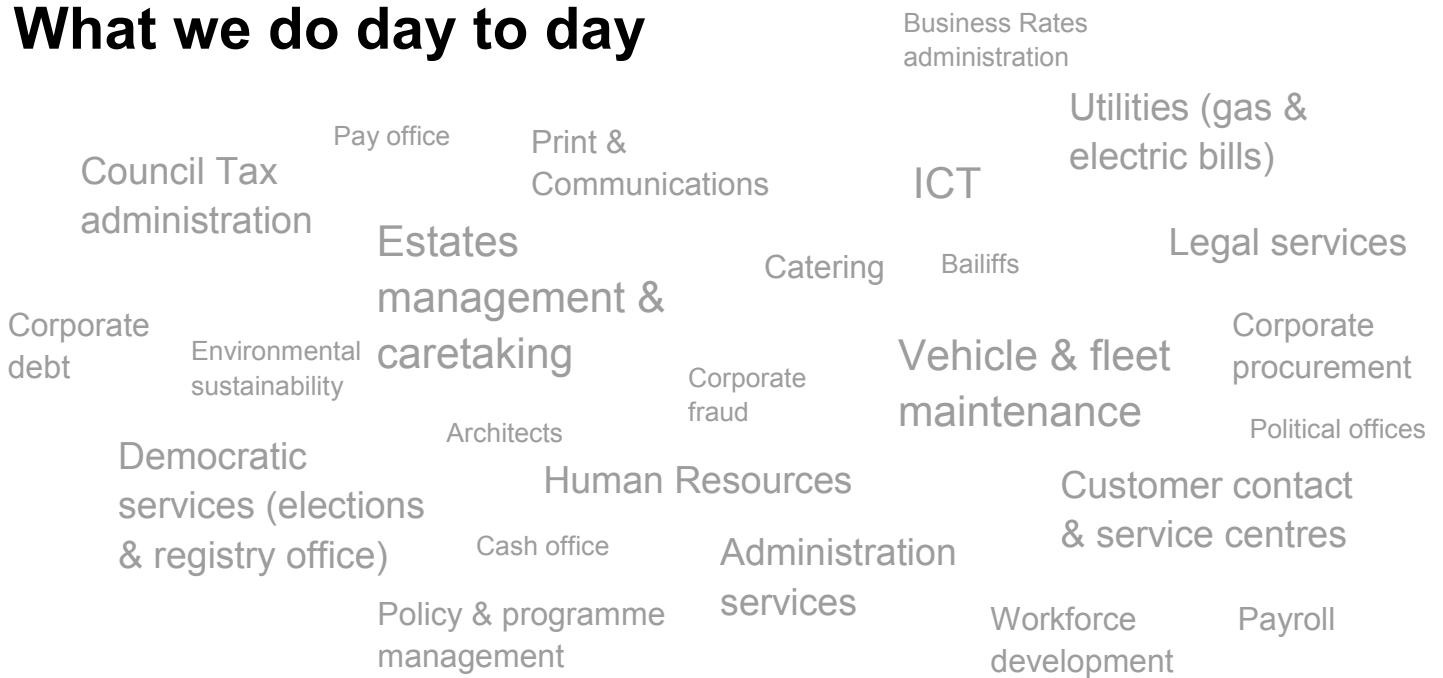 What we do day to day
Business Rates
administration
Utilities (gas &
electric bills)
Pay office
Print &
Communications
Council Tax
administration
ICT
Estates
management &
caretaking
Catering
Bailiffs
Legal services
Corporate
debt
Environmental
sustainability
Corporate
fraud
Vehicle & fleet
maintenance
Corporate
procurement
Architects
Political offices
Democratic
services (elections
& registry office)
Human Resources
Customer contact
& service centres
Cash office
Administration
services
Policy & programme
management
Workforce
development
Payroll